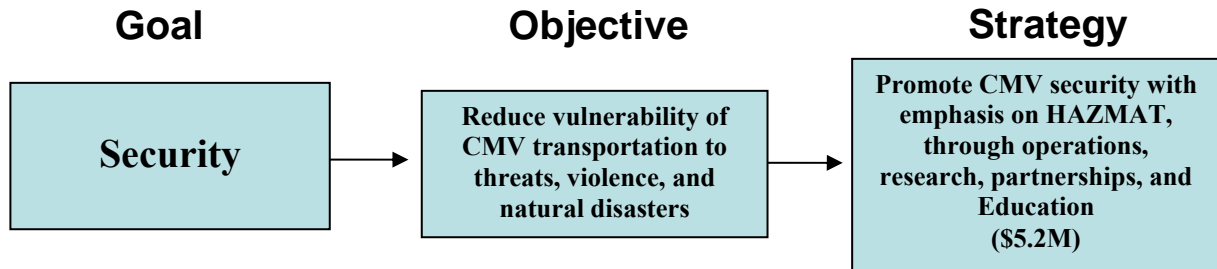 Goal
Objective
Strategy
Security
Reduce vulnerability of
CMV transportation to
threats, violence, and
natural disasters
Promote CMV security with
emphasis on HAZMAT,
through operations,
research, partnerships, and
Education
($5.2M)